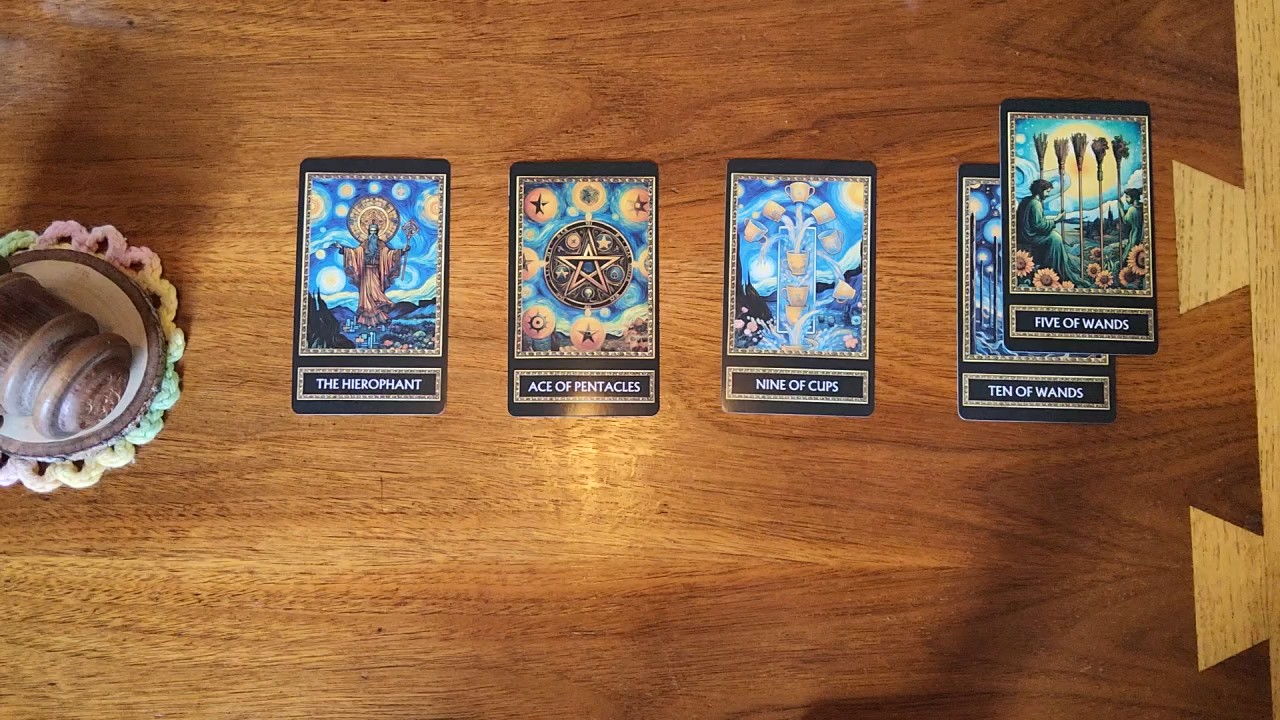 THE HIEROPHANT
ACE OF PENTACLES
NINE OF CUPS
TEN OF WANDS
FIVE OF WANDS